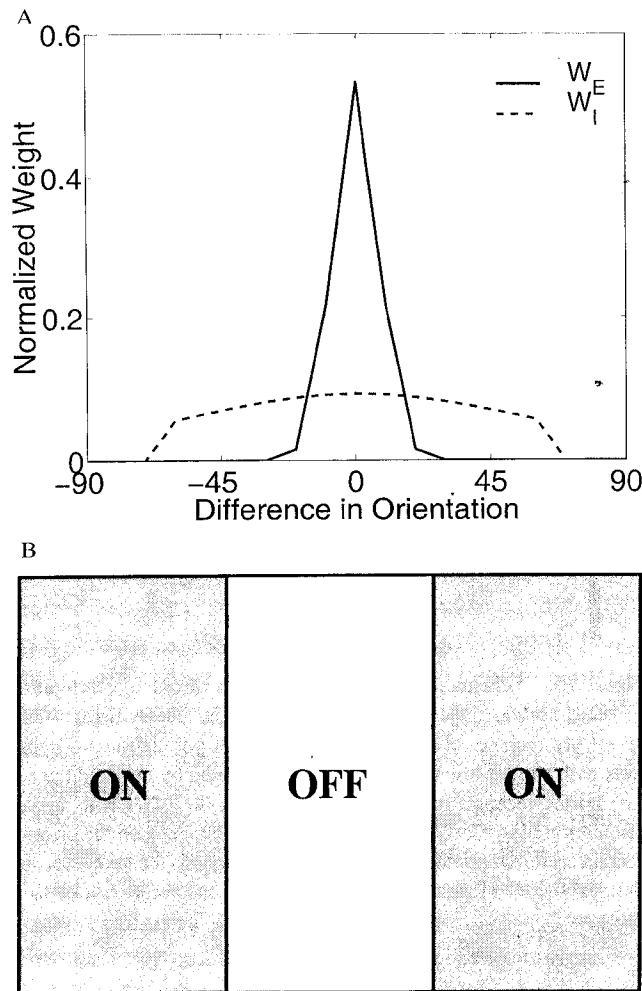 A
0.6
W_E
W_I
0.4
0.2
0
Normalized Weight
-90
-45
0
45
90
Difference in Orientation
B
ON
OFF
ON